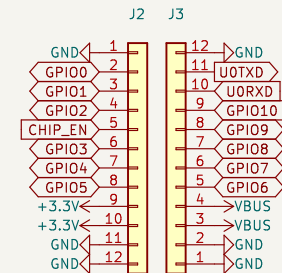 J2 J3
GND 1 12 GND
GPIO0 2 11 U0TXD
GPIO1 3 10 U0RXD
GPIO2 4 9 GPIO10
CHIP_EN 5 8 GPIO9
GPIO3 6 7 GPIO8
GPIO4 7 6 GPIO7
GPIO5 8 5 GPIO6
+3.3V 9 4 VBUS
+3.3V 10 3 VBUS
GND 11 2 GND
GND 12 1 GND